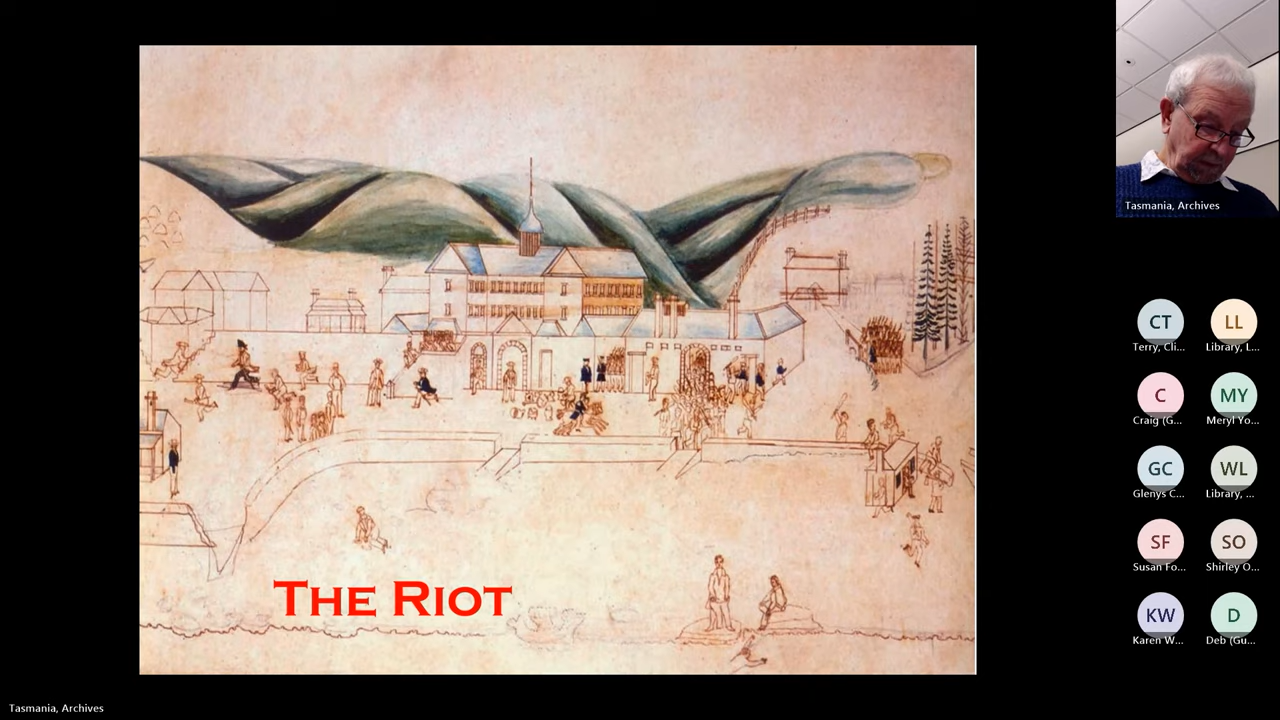 THE RIOT
Tasmania, Archives
CT
LL
Terry, Cli...
Library, L...
C
MY
Craig (G...
Meryl Yo...
GC
WL
Glenys C...
Library, ...
SF
SO
Susan Fo...
Shirley O...
KW
D
Karen W...
Deb (Gu...
Tasmania, Archives